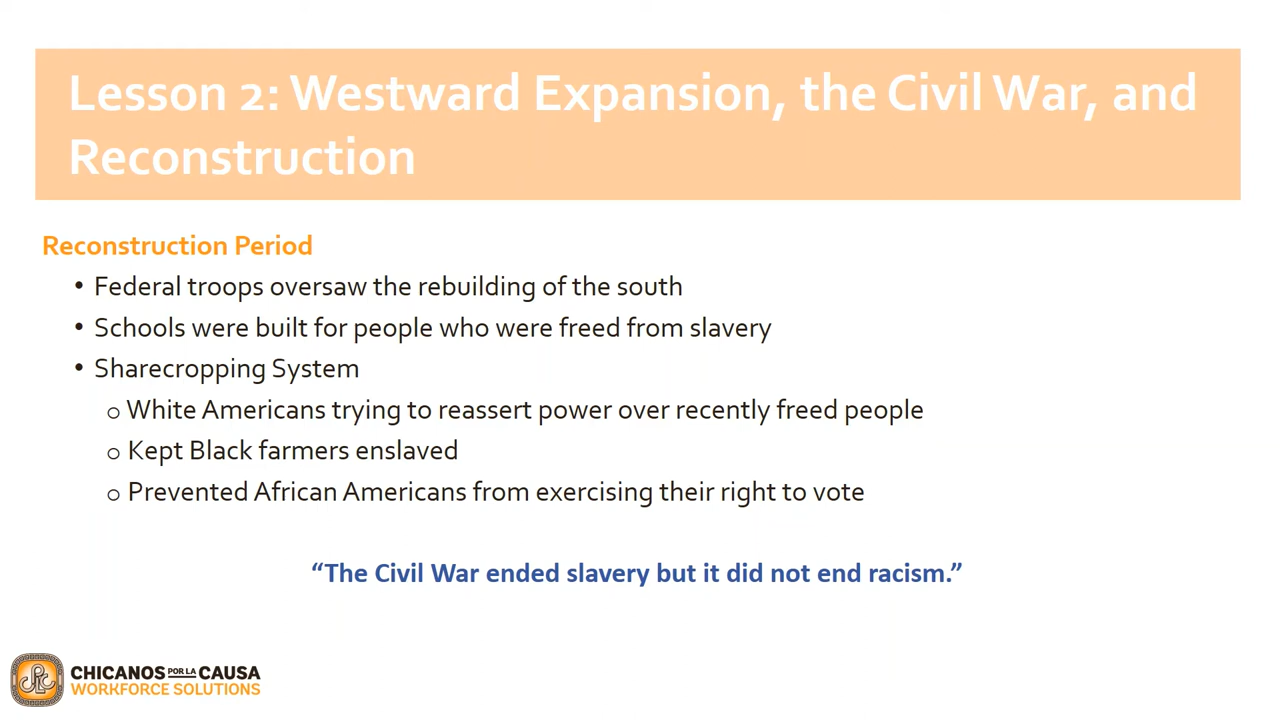 Lesson 2: Westward Expansion, the Civil War, and
Reconstruction
Reconstruction Period
• Federal troops oversaw the rebuilding of the south
• Schools were built for people who were freed from slavery
• Sharecropping System
o White Americans trying to reassert power over recently freed people
o Kept Black farmers enslaved
o Prevented African Americans from exercising their right to vote
“The Civil War ended slavery but it did not end racism.”
CPLC
CHICANOS POR LA CAUSA
WORKFORCE SOLUTIONS